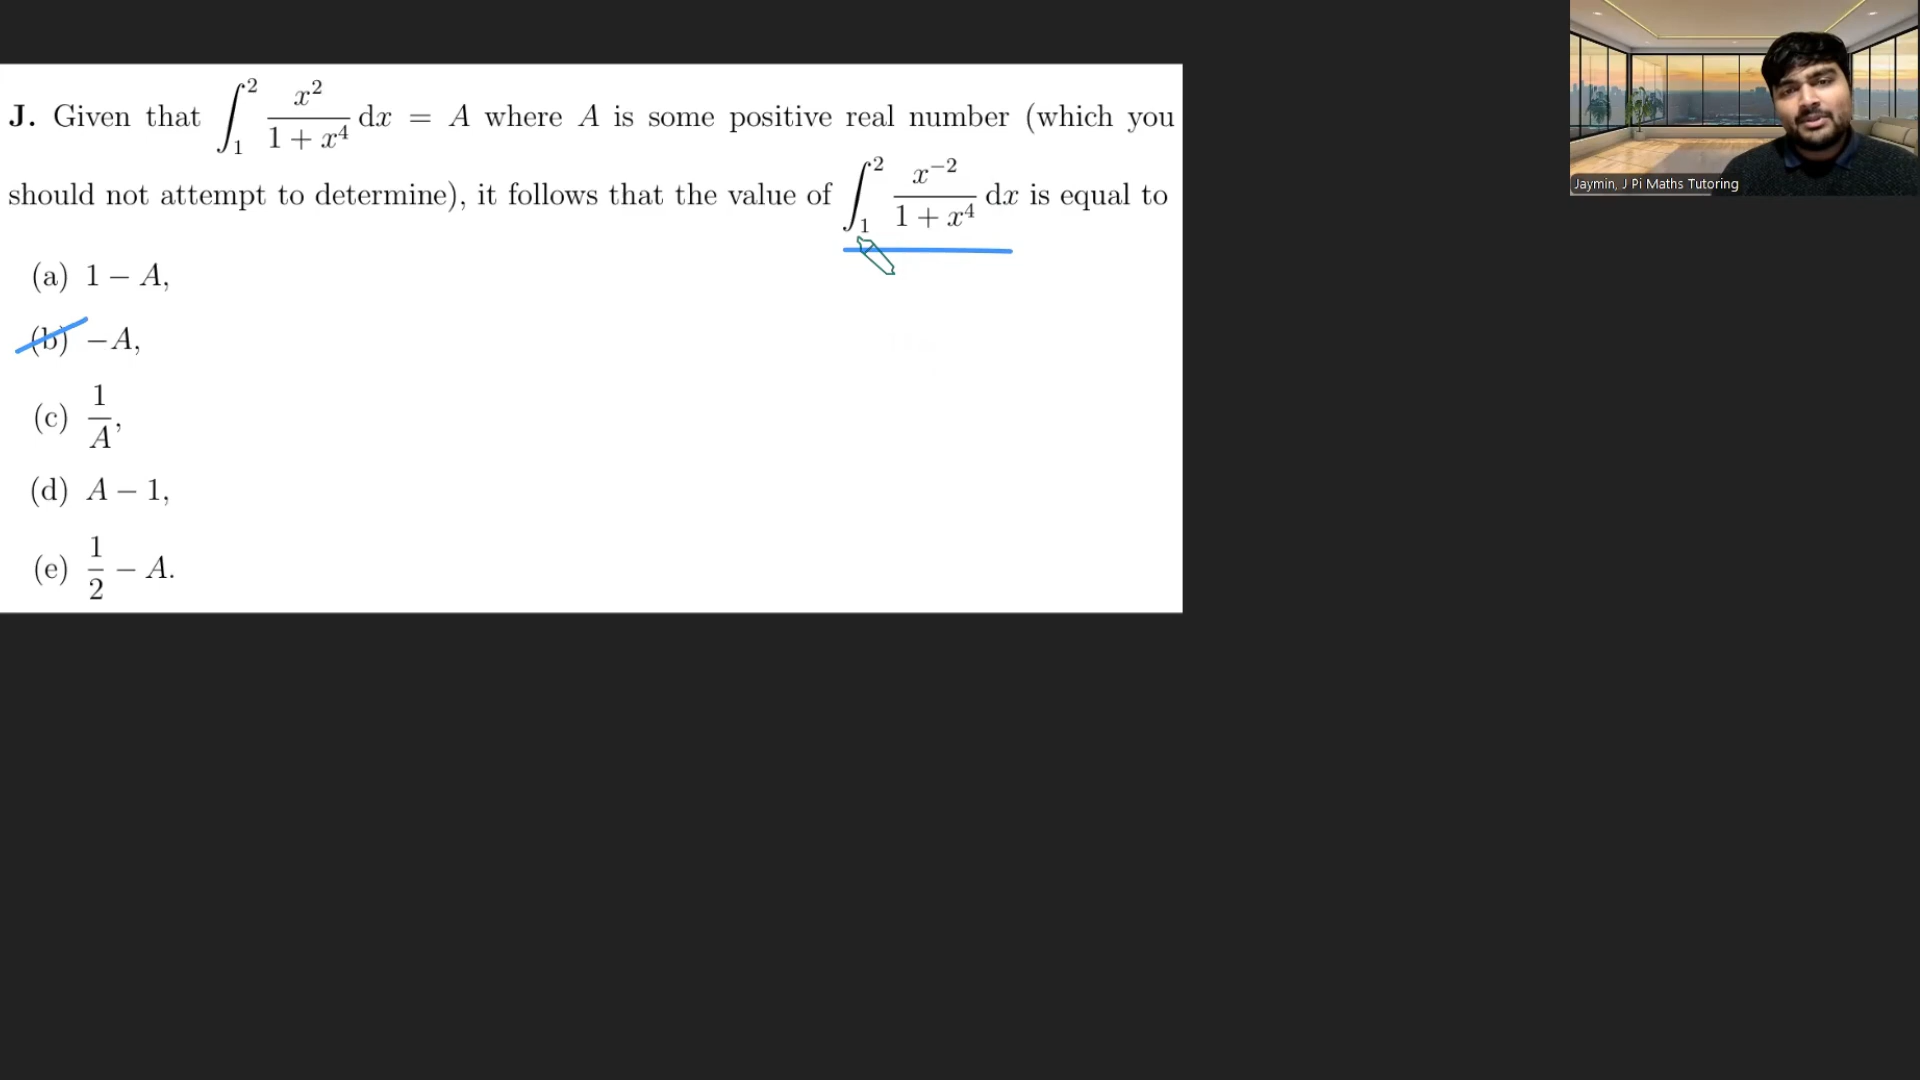 J. Given that ∫₁² x²/(1 + x⁴) dx = A where A is some positive real number (which you
should not attempt to determine), it follows that the value of ∫₁² x⁻²/(1 + x⁴) dx is equal to
(a) 1 − A,
(b) −A,
(c) 1/A,
(d) A − 1,
(e) 1/2 − A.
Jaymin, J Pi Maths Tutoring